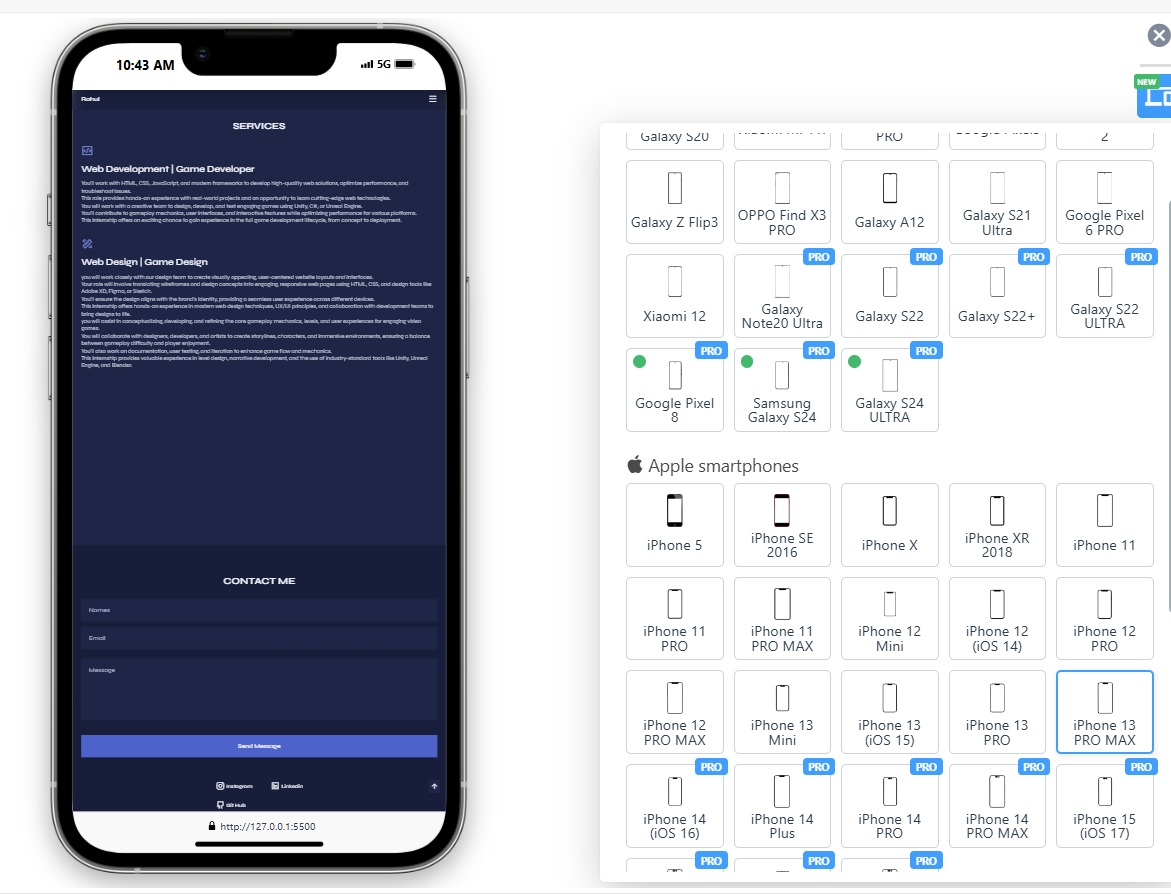 10:43 AM
5G
Rahul
SERVICES
Web Development | Game Developer
You'll work with HTML, CSS, JavaScript, and modern frameworks to develop high-quality web solutions, optimize performance, and
troubleshoot issues.
This role provides hands-on experience with real-world projects and an opportunity to learn cutting-edge web technologies.
You will work with a creative team to design, develop, and test engaging games using Unity, C#, or Unreal Engine.
You'll contribute to gameplay mechanics, user interfaces, and interactive features while optimizing performance for various platforms.
This internship offers an exciting chance to gain experience in the full game development lifecycle, from concept to deployment.
Web Design | Game Design
you will work closely with our design team to create visually appealing, user-centered website layouts and interfaces.
Your role will involve translating wireframes and design concepts into engaging, responsive web pages using HTML, CSS, and design tools like
Adobe XD, Figma, or Sketch.
You'll ensure the design aligns with the brand's identity, providing a seamless user experience across different devices.
This internship offers hands-on experience in modern web design techniques, UX/UI principles, and collaboration with development teams to
bring designs to life.
you will assist in conceptualizing, developing, and refining the core gameplay mechanics, levels, and user experiences for engaging video
games.
You will collaborate with designers, developers, and artists to create storylines, characters, and immersive environments, ensuring a balance
between gameplay difficulty and player enjoyment.
You'll also work on documentation, user testing, and iteration to enhance game flow and mechanics.
This internship provides valuable experience in level design, narrative development, and the use of industry-standard tools like Unity, Unreal
Engine, and Blender.
CONTACT ME
Names
Email
Message
Send Message
Instagram
Linkedin
Git Hub
http://127.0.0.1:5500
NEW
Galaxy S20
PRO
2
Galaxy Z Flip3
OPPO Find X3
PRO
Galaxy A12
Galaxy S21
Ultra
Google Pixel
6 PRO
Xiaomi 12
PRO
Galaxy
Note20 Ultra
PRO
Galaxy S22
PRO
Galaxy S22+
PRO
Galaxy S22
ULTRA
PRO
Google Pixel
8
PRO
Samsung
Galaxy S24
PRO
Galaxy S24
ULTRA
Apple smartphones
iPhone 5
iPhone SE
2016
iPhone X
iPhone XR
2018
iPhone 11
iPhone 11
PRO
iPhone 11
PRO MAX
iPhone 12
Mini
iPhone 12
(iOS 14)
iPhone 12
PRO
iPhone 12
PRO MAX
iPhone 13
Mini
iPhone 13
(iOS 15)
iPhone 13
PRO
iPhone 13
PRO MAX
PRO
iPhone 14
(iOS 16)
PRO
iPhone 14
Plus
PRO
iPhone 14
PRO
PRO
iPhone 14
PRO MAX
PRO
iPhone 15
(iOS 17)
PRO
PRO
PRO